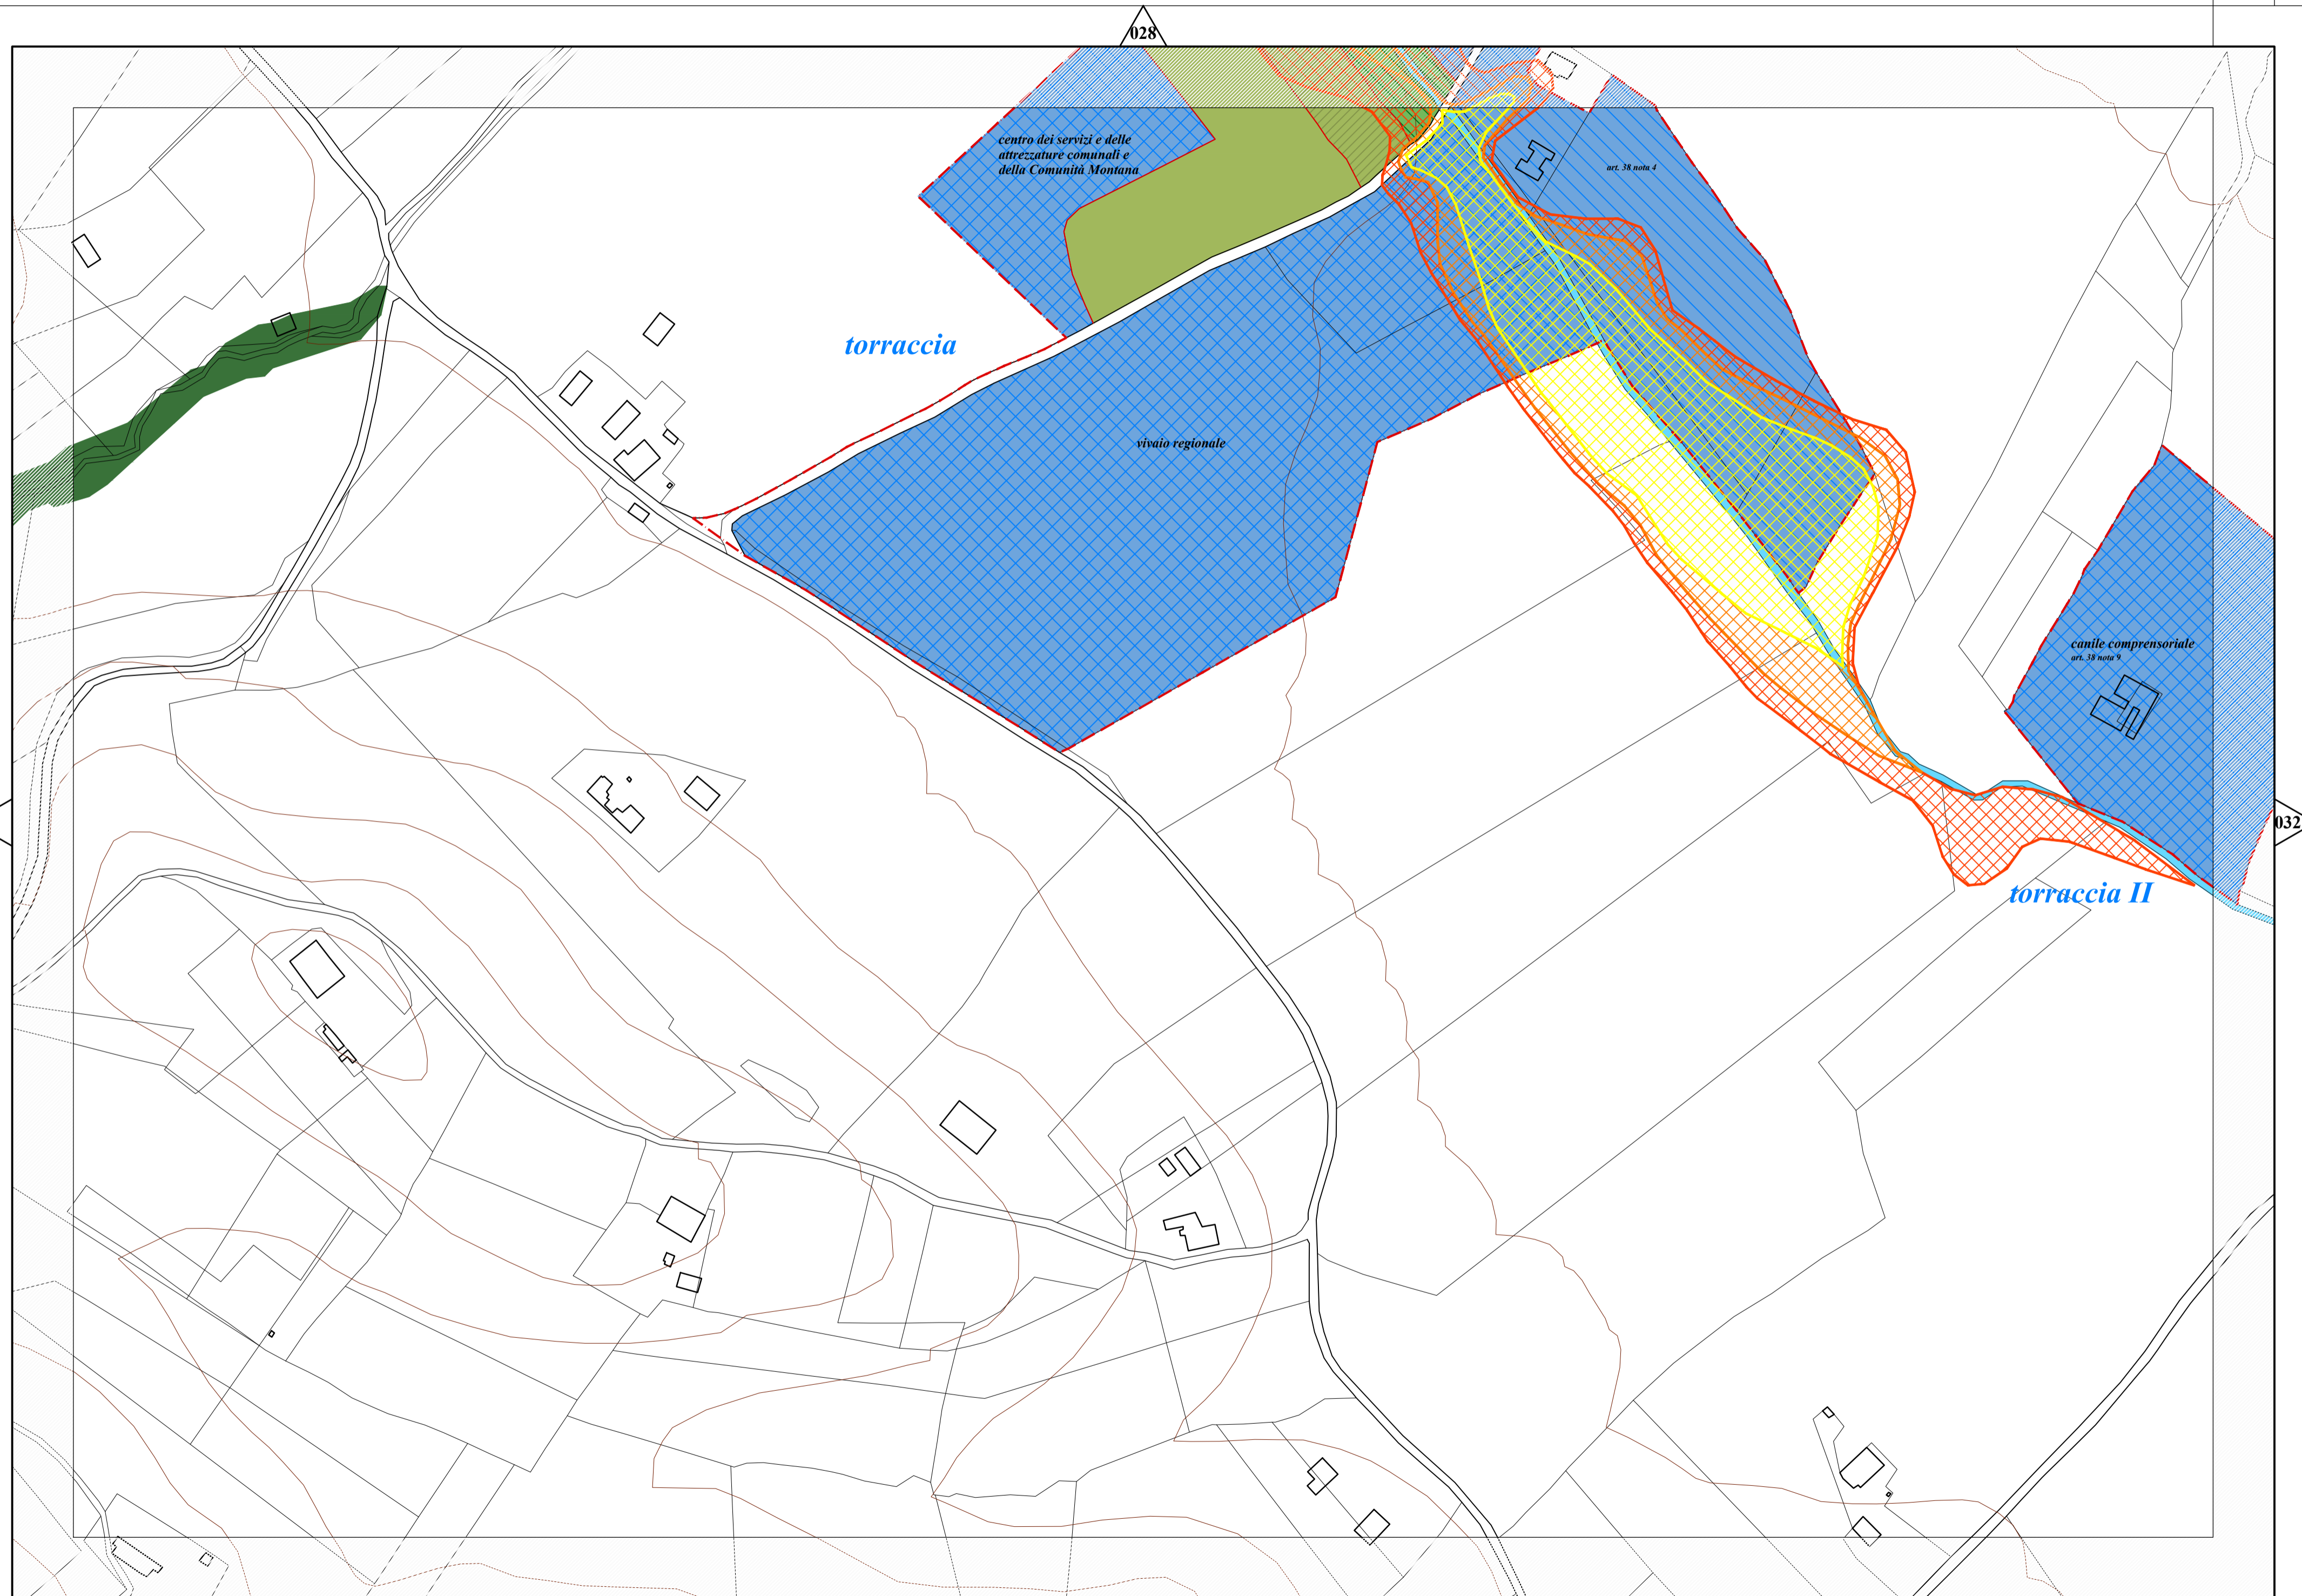 028
centro dei servizi e delle
attrezzature comunali e
della Comunità Montana
art. 38 nota 4
torraccia
vivaio regionale
canile comprensoriale
art. 38 nota 9
032
torraccia II